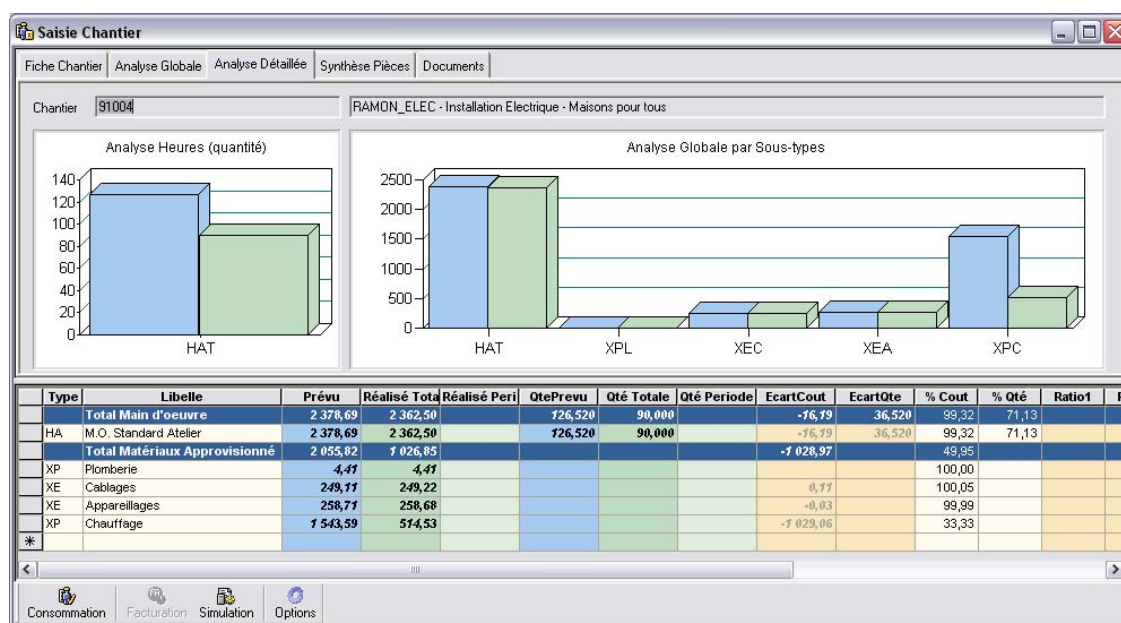 Saisie Chantier
Fiche Chantier Analyse Globale Analyse Détaillée Synthèse Pièces Documents
Chantier 91004 RAMON_ELEC - Installation Electrique - Maisons pour tous
Analyse Heures (quantité)
140
120
100
80
60
40
20
0
HAT
Analyse Globale par Sous-types
2500
2000
1500
1000
500
0
HAT XPL XEC XEA XPC
Type Libelle Prévu Réalisé Tota Réalisé Peri QtePrevu Qté Totale Qté Periode EcartCout EcartQte % Cout % Qté Ratio1
Total Main d'oeuvre 2 378,69 2 362,50 126,520 90,000 -16,19 36,520 99,32 71,13
HA M.O. Standard Atelier 2 378,69 2 362,50 126,520 90,000 -16,19 36,520 99,32 71,13
Total Matériaux Approvisionné 2 055,82 1 026,85 -1 028,97 49,95
XP Plomberie 4,41 4,41 100,00
XE Cablages 249,11 249,22 0,11 100,05
XE Appareillages 258,71 258,68 -0,03 99,99
XP Chauffage 1 543,59 514,53 -1 029,06 33,33
Consommation Facturation Simulation Options